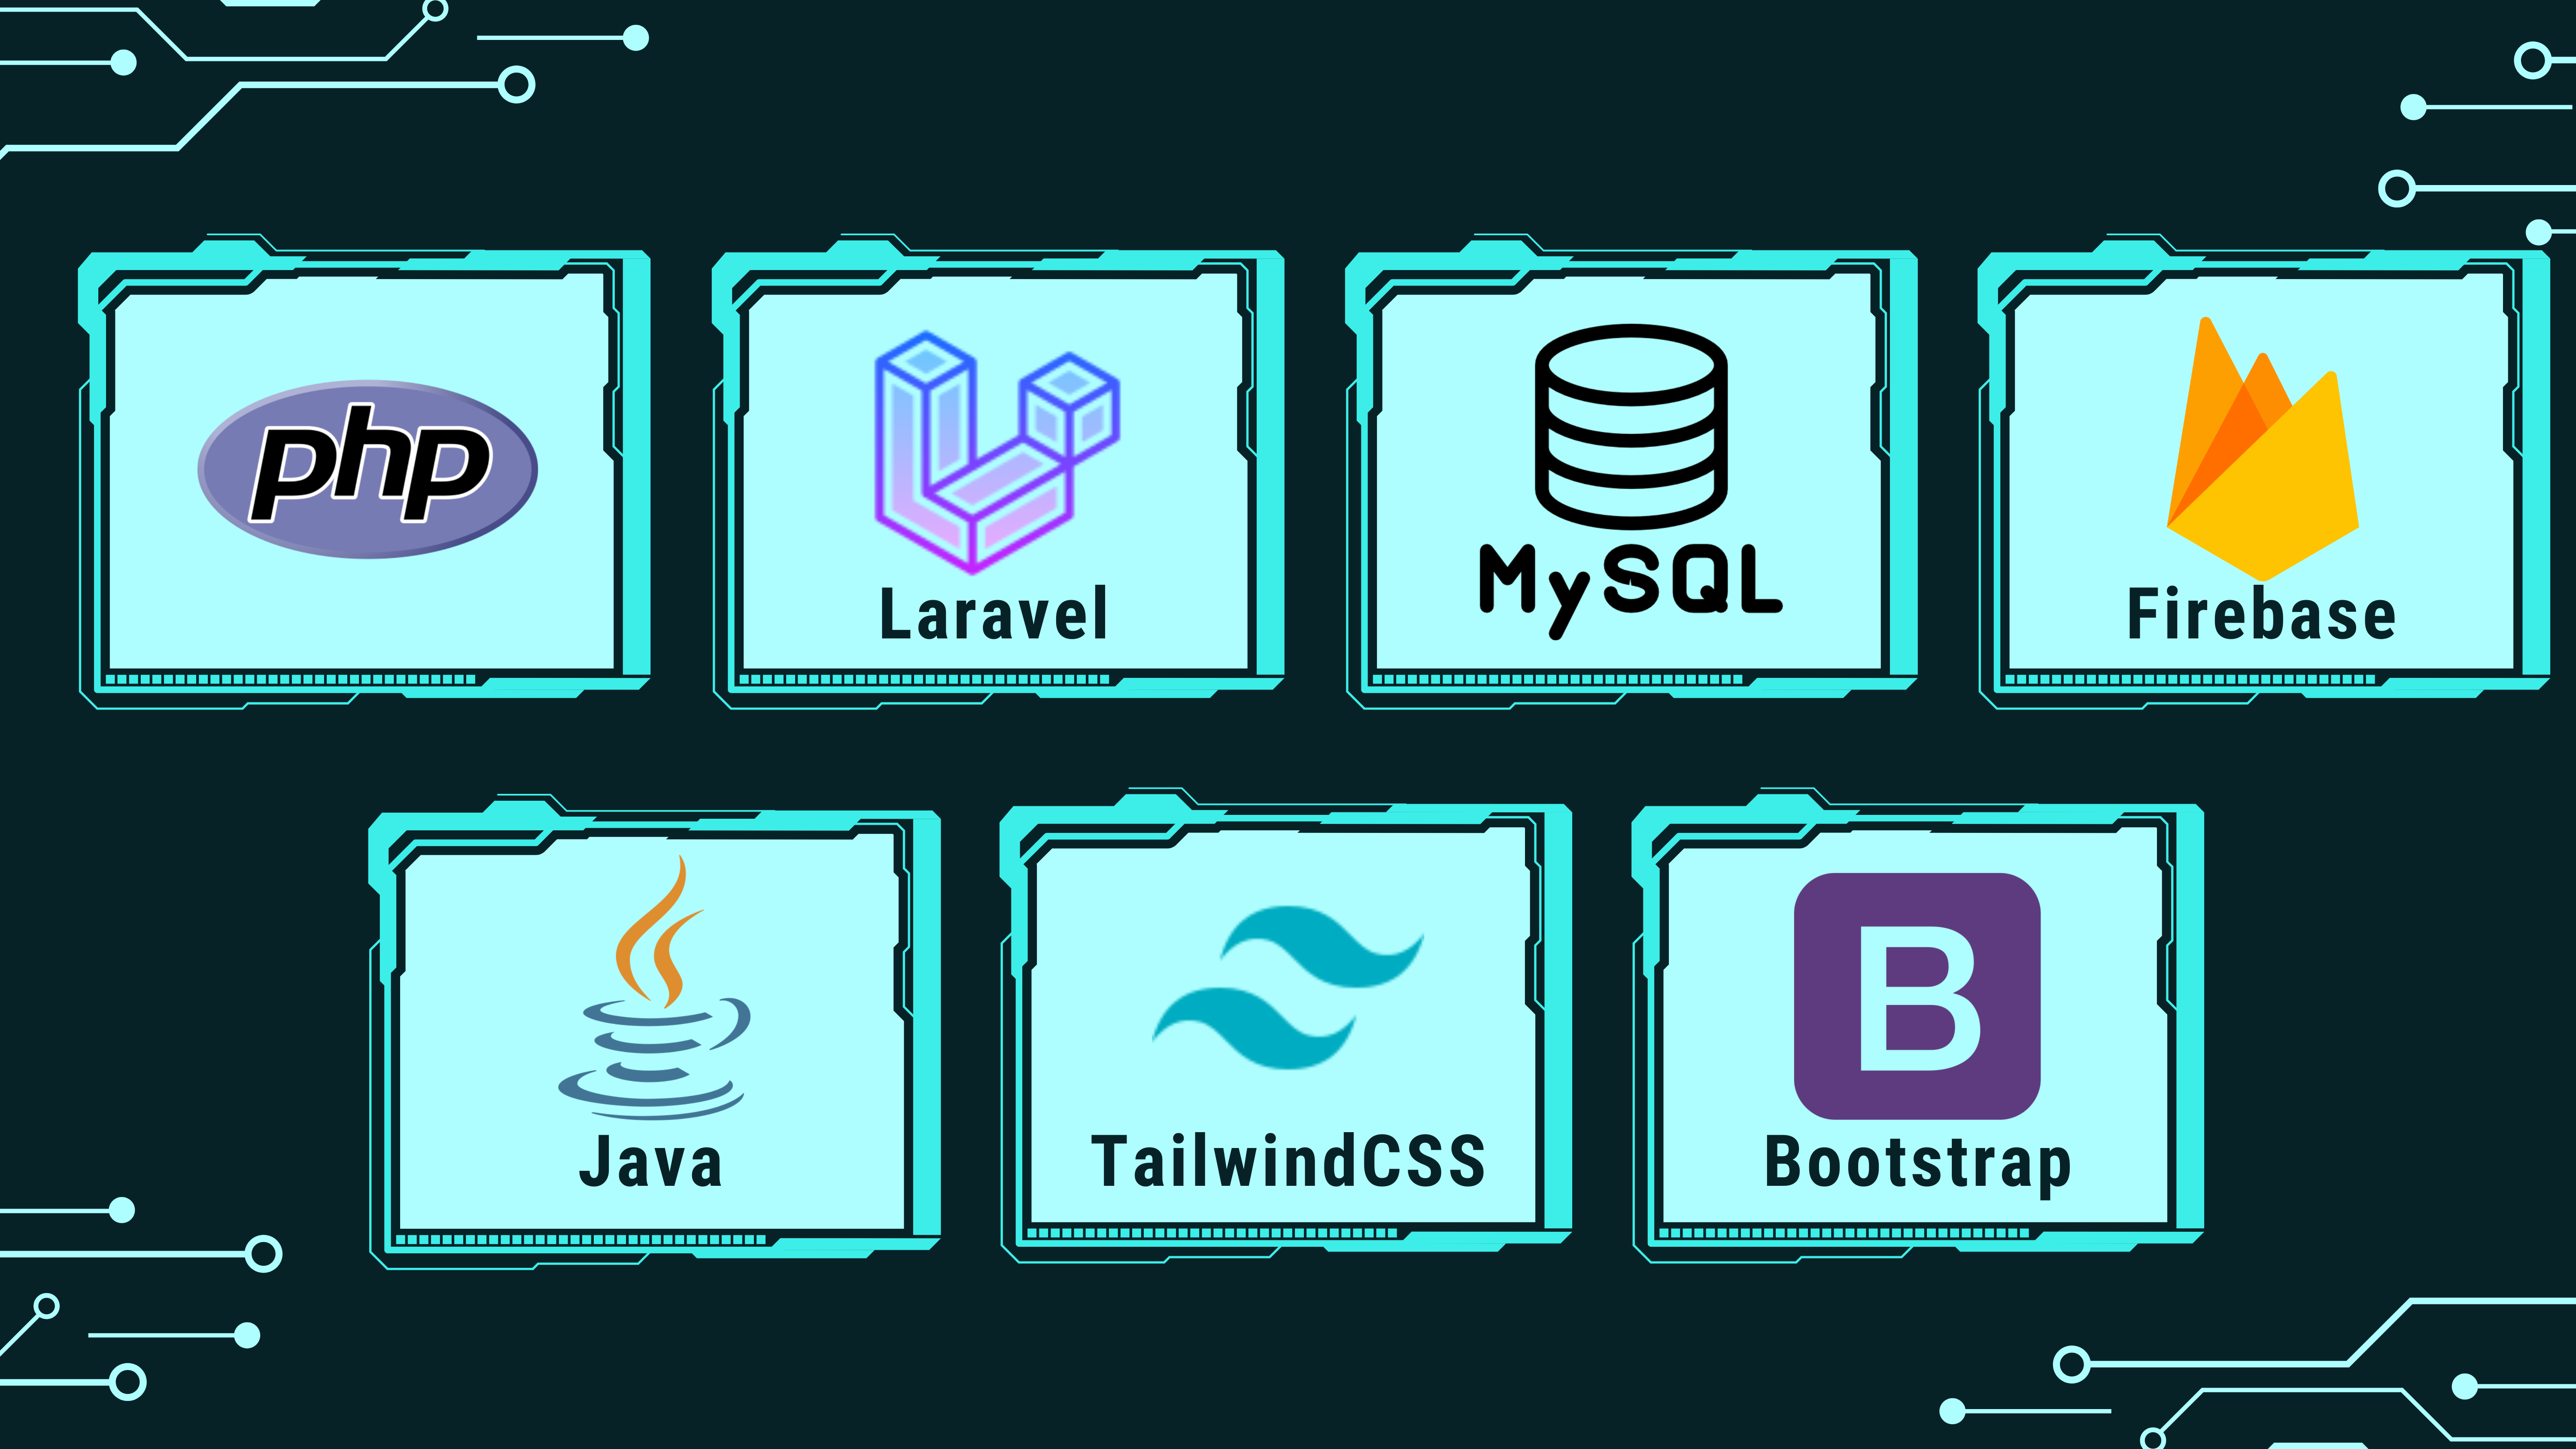 php
Laravel
MySQL
Firebase
Java
TailwindCSS
B
Bootstrap